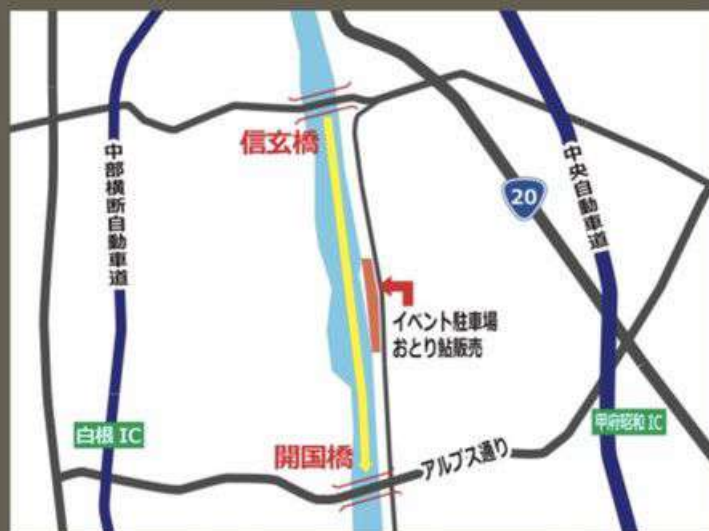 信玄橋
中部横断自動車道
中央自動車道
20
イベント駐車場
おとり鮎販売
白根 IC
甲府昭和 IC
開国橋
アルプス通り